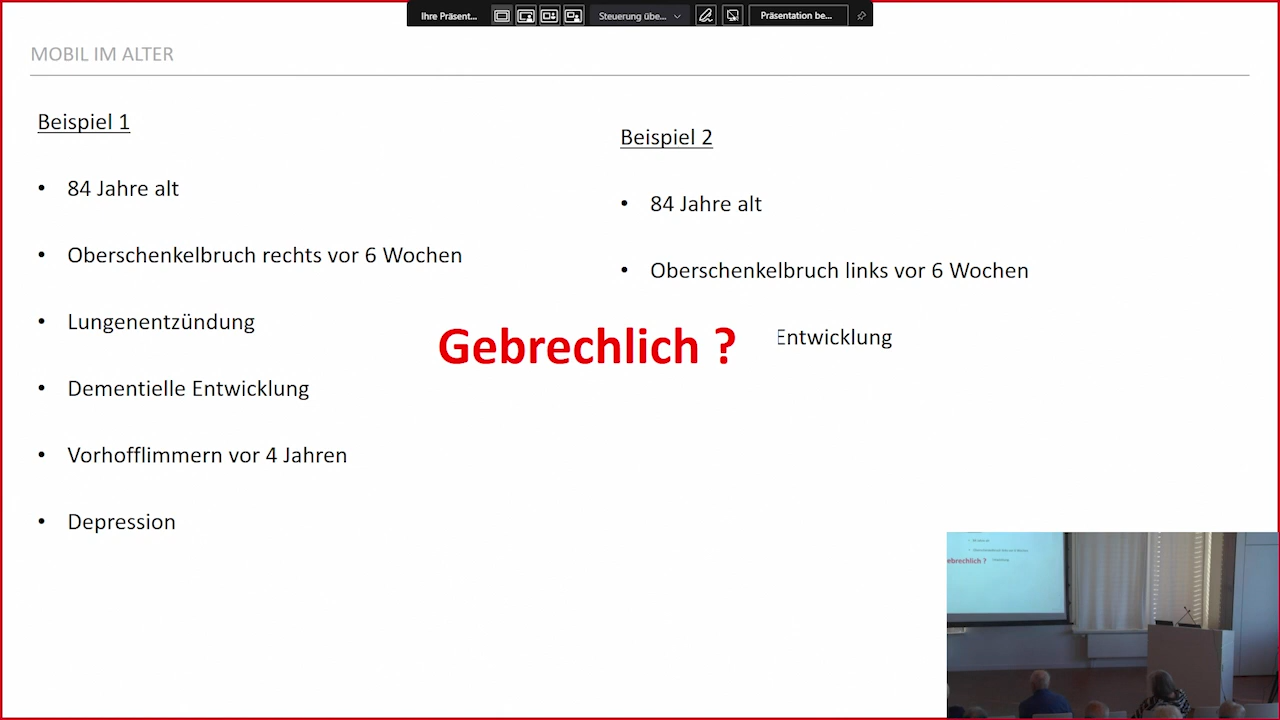 Ihre Präsent...
Steuerung übe...
Präsentation be...
MOBIL IM ALTER
Beispiel 1
• 84 Jahre alt
• Oberschenkelbruch rechts vor 6 Wochen
• Lungenentzündung
• Dementielle Entwicklung
• Vorhofflimmern vor 4 Jahren
• Depression
Beispiel 2
• 84 Jahre alt
• Oberschenkelbruch links vor 6 Wochen
Entwicklung
Gebrechlich ?
ebrechlich ?